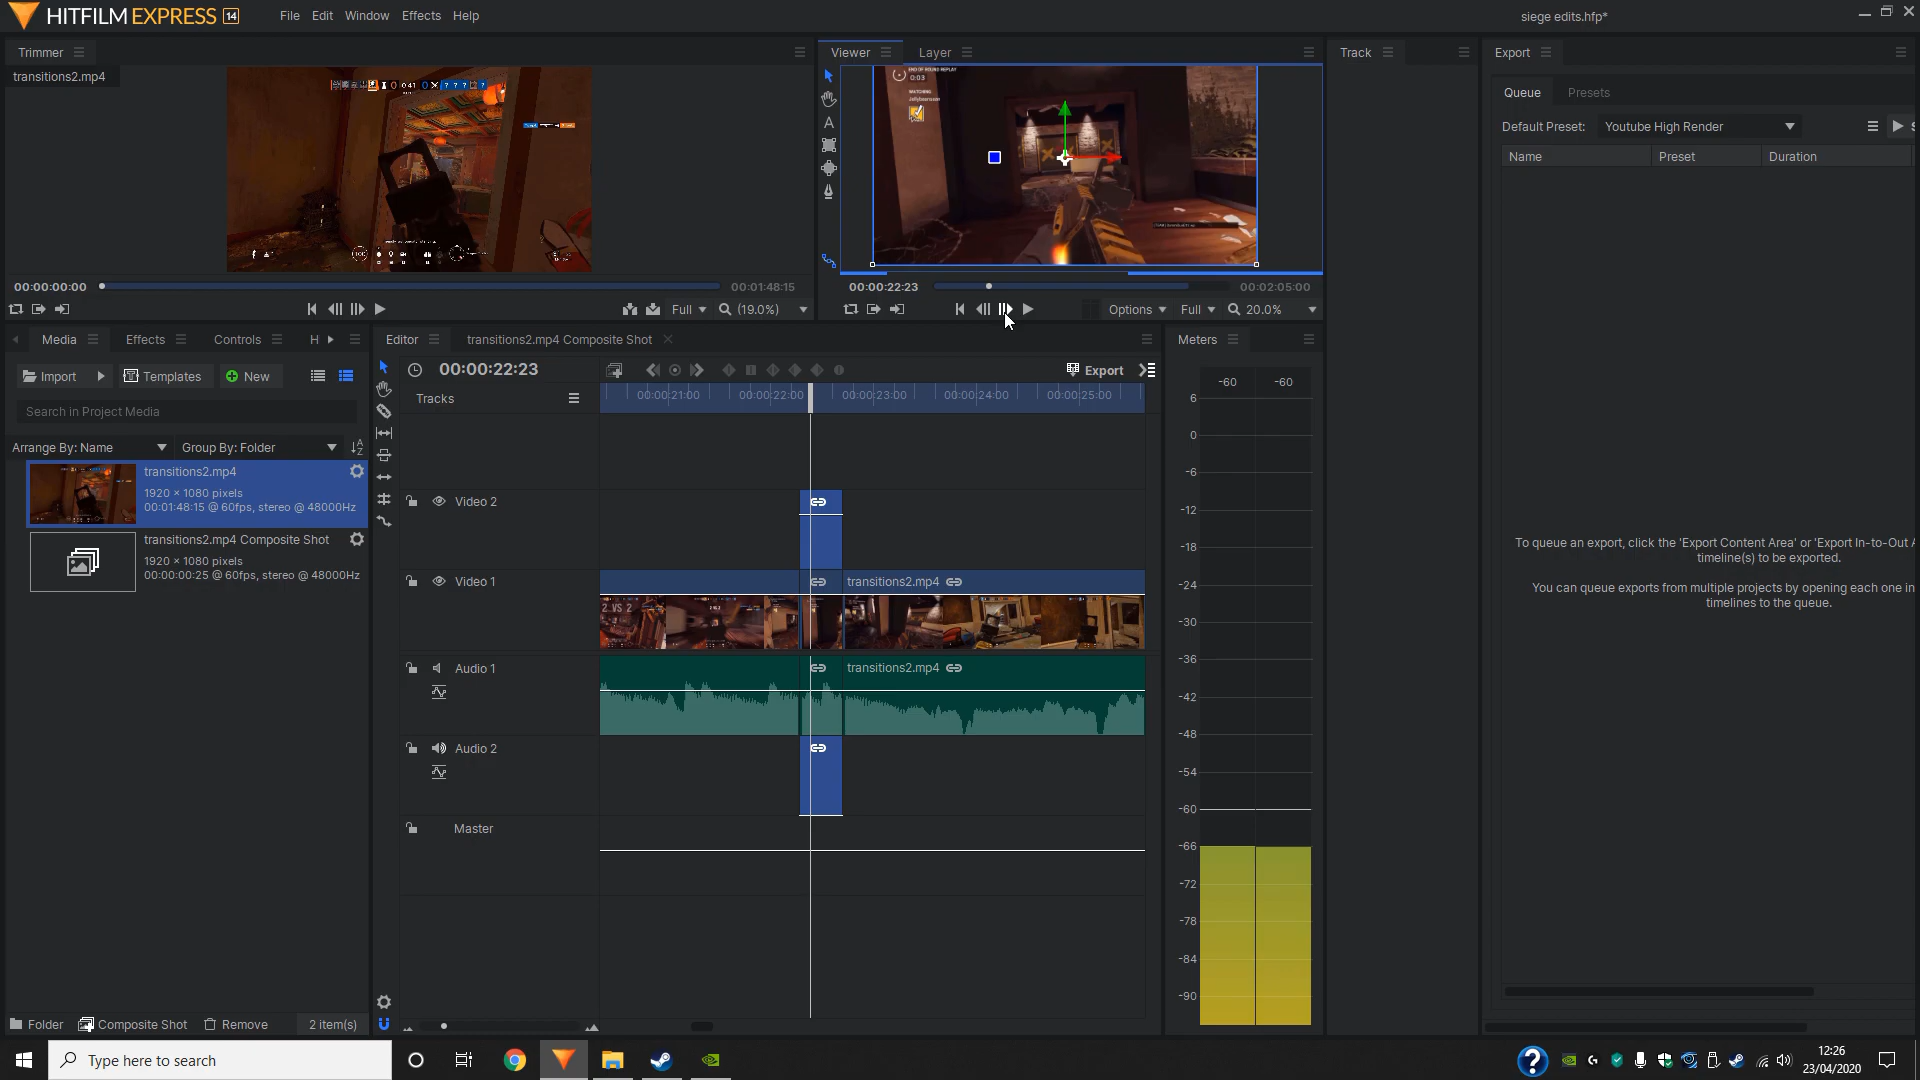 HITFILM EXPRESS 14
File Edit Window Effects Help
siege edits.hfp*
Trimmer
transitions2.mp4
0:41
00:00:00:00
00:01:48:15
Full
(19.0%)
Viewer
Layer
END OF ROUND REPLAY
0:03
00:00:22:23
00:02:05:00
Options
Full
20.0%
Track
Export
Queue
Presets
Default Preset:
Youtube High Render
Name
Preset
Duration
To queue an export, click the 'Export Content Area' or 'Export In-to-Out A
timeline(s) to be exported.
You can queue exports from multiple projects by opening each one in
timelines to the queue.
Media
Effects
Controls
H
Import
Templates
New
Search in Project Media
Arrange By: Name
Group By: Folder
transitions2.mp4
1920 × 1080 pixels
00:01:48:15 @ 60fps, stereo @ 48000Hz
transitions2.mp4 Composite Shot
1920 × 1080 pixels
00:00:00:25 @ 60fps, stereo @ 48000Hz
Folder
Composite Shot
Remove
2 item(s)
Editor
transitions2.mp4 Composite Shot
00:00:22:23
Export
Tracks
00:00:21:00
00:00:22:00
00:00:23:00
00:00:24:00
00:00:25:00
Video 2
Video 1
transitions2.mp4
2 VS 2
Audio 1
transitions2.mp4
Audio 2
Master
Meters
-60
-60
6
0
-6
-12
-18
-24
-30
-36
-42
-48
-54
-60
-66
-72
-78
-84
-90
Type here to search
12:26
23/04/2020